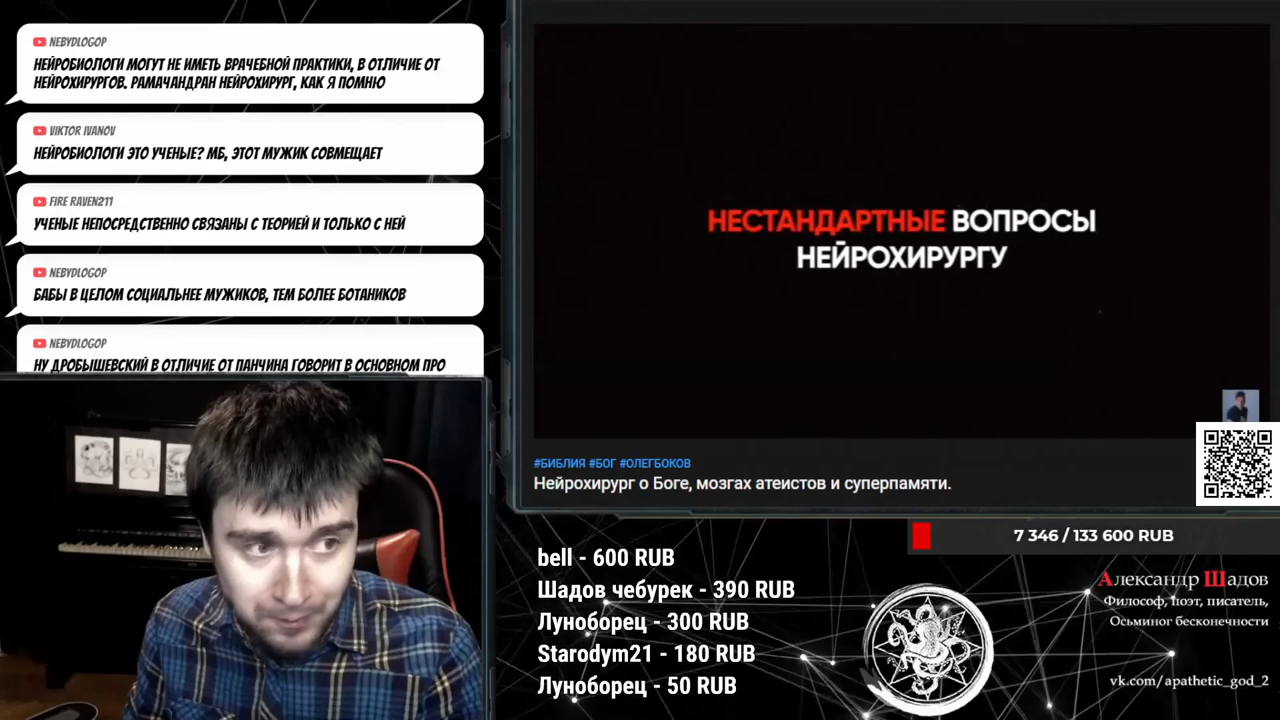 NEBYDLOGOP
НЕЙРОБИОЛОГИ МОГУТ НЕ ИМЕТЬ ВРАЧЕБНОЙ ПРАКТИКИ, В ОТЛИЧИЕ ОТ
НЕЙРОХИРУРГОВ. РАМАЧАНДРАН НЕЙРОХИРУРГ, КАК Я ПОМНЮ
VIKTOR IVANOV
НЕЙРОБИОЛОГИ ЭТО УЧЕНЫЕ? МБ, ЭТОТ МУЖИК СОВМЕЩАЕТ
FIRE RAVEN211
УЧЕНЫЕ НЕПОСРЕДСТВЕННО СВЯЗАНЫ С ТЕОРИЕЙ И ТОЛЬКО С НЕЙ
NEBYDLOGOP
БАБЫ В ЦЕЛОМ СОЦИАЛЬНЕЕ МУЖИКОВ, ТЕМ БОЛЕЕ БОТАНИКОВ
NEBYDLOGOP
НУ ДРОБЫШЕВСКИЙ В ОТЛИЧИЕ ОТ ПАНЧИНА ГОВОРИТ В ОСНОВНОМ ПРО
НЕСТАНДАРТНЫЕ ВОПРОСЫ
НЕЙРОХИРУРГУ
#БИБЛИЯ #БОГ #ОЛЕГБОКОВ
Нейрохирург о Боге, мозгах атеистов и суперпамяти.
7 346 / 133 600 RUB
bell - 600 RUB
Шадов чебурек - 390 RUB
Луноборец - 300 RUB
Starodym21 - 180 RUB
Луноборец - 50 RUB
Александр Шадов
Философ, поэт, писатель,
Осьминог бесконечности
vk.com/apathetic_god_2